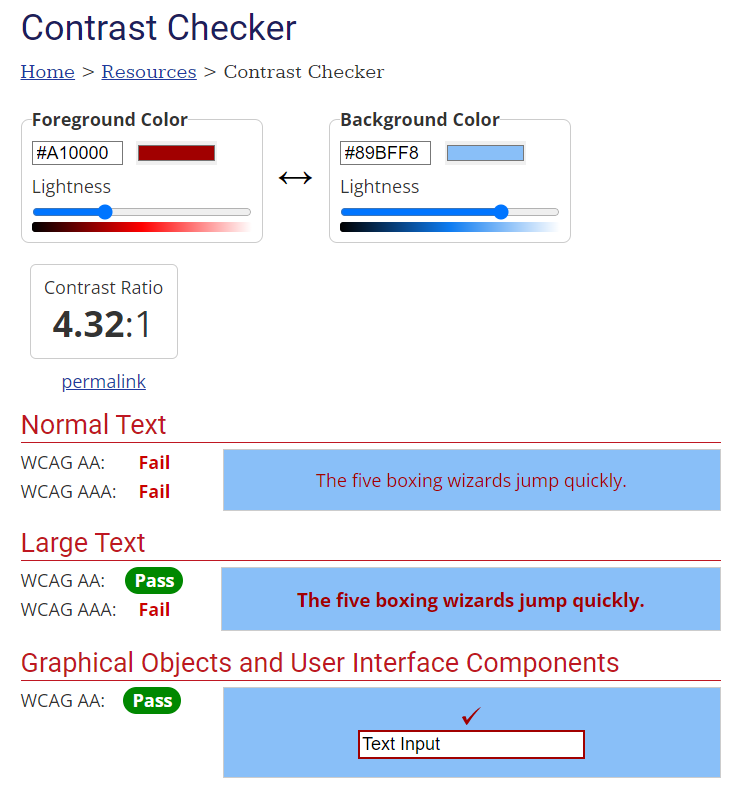 Contrast Checker
Home > Resources > Contrast Checker
Foreground Color
#A10000
Lightness
Background Color
#89BFF8
Lightness
Contrast Ratio
4.32:1
permalink
Normal Text
WCAG AA: Fail
WCAG AAA: Fail
The five boxing wizards jump quickly.
Large Text
WCAG AA: Pass
WCAG AAA: Fail
The five boxing wizards jump quickly.
Graphical Objects and User Interface Components
WCAG AA: Pass
✓
Text Input